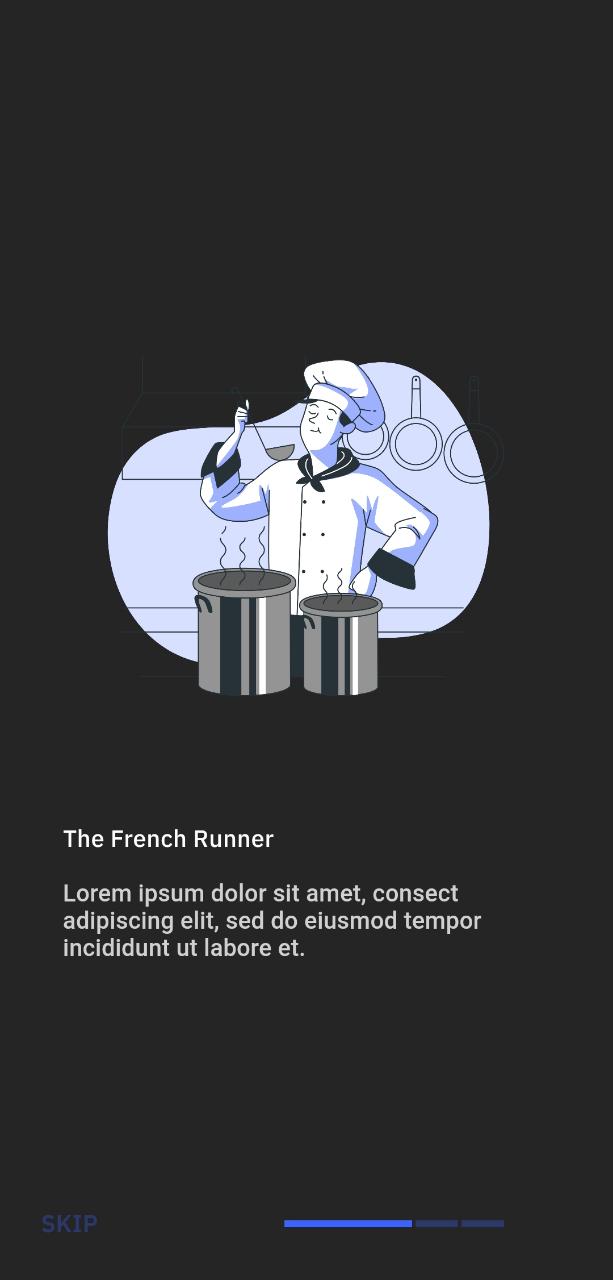 The French Runner
Lorem ipsum dolor sit amet, consect
adipiscing elit, sed do eiusmod tempor
incididunt ut labore et.
SKIP